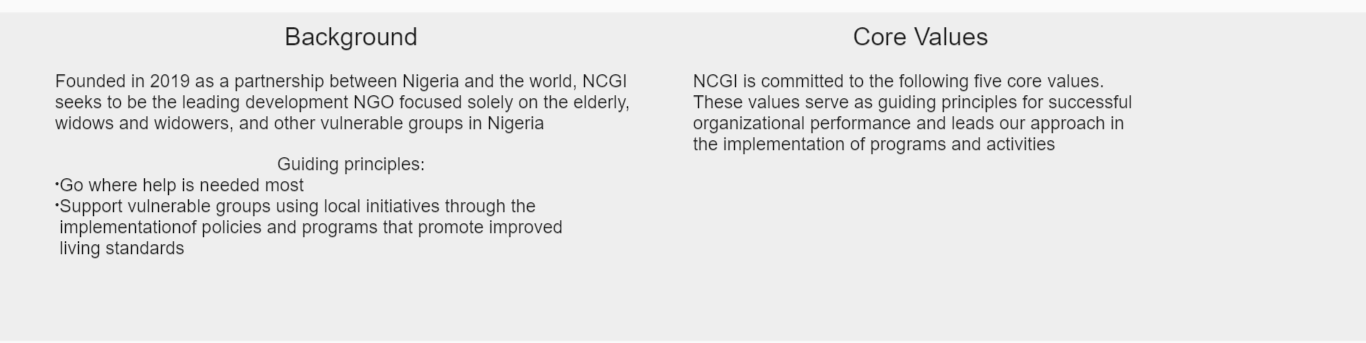 Background
Founded in 2019 as a partnership between Nigeria and the world, NCGI
seeks to be the leading development NGO focused solely on the elderly,
widows and widowers, and other vulnerable groups in Nigeria
Guiding principles:
•Go where help is needed most
•Support vulnerable groups using local initiatives through the
implementationof policies and programs that promote improved
living standards
Core Values
NCGI is committed to the following five core values.
These values serve as guiding principles for successful
organizational performance and leads our approach in
the implementation of programs and activities